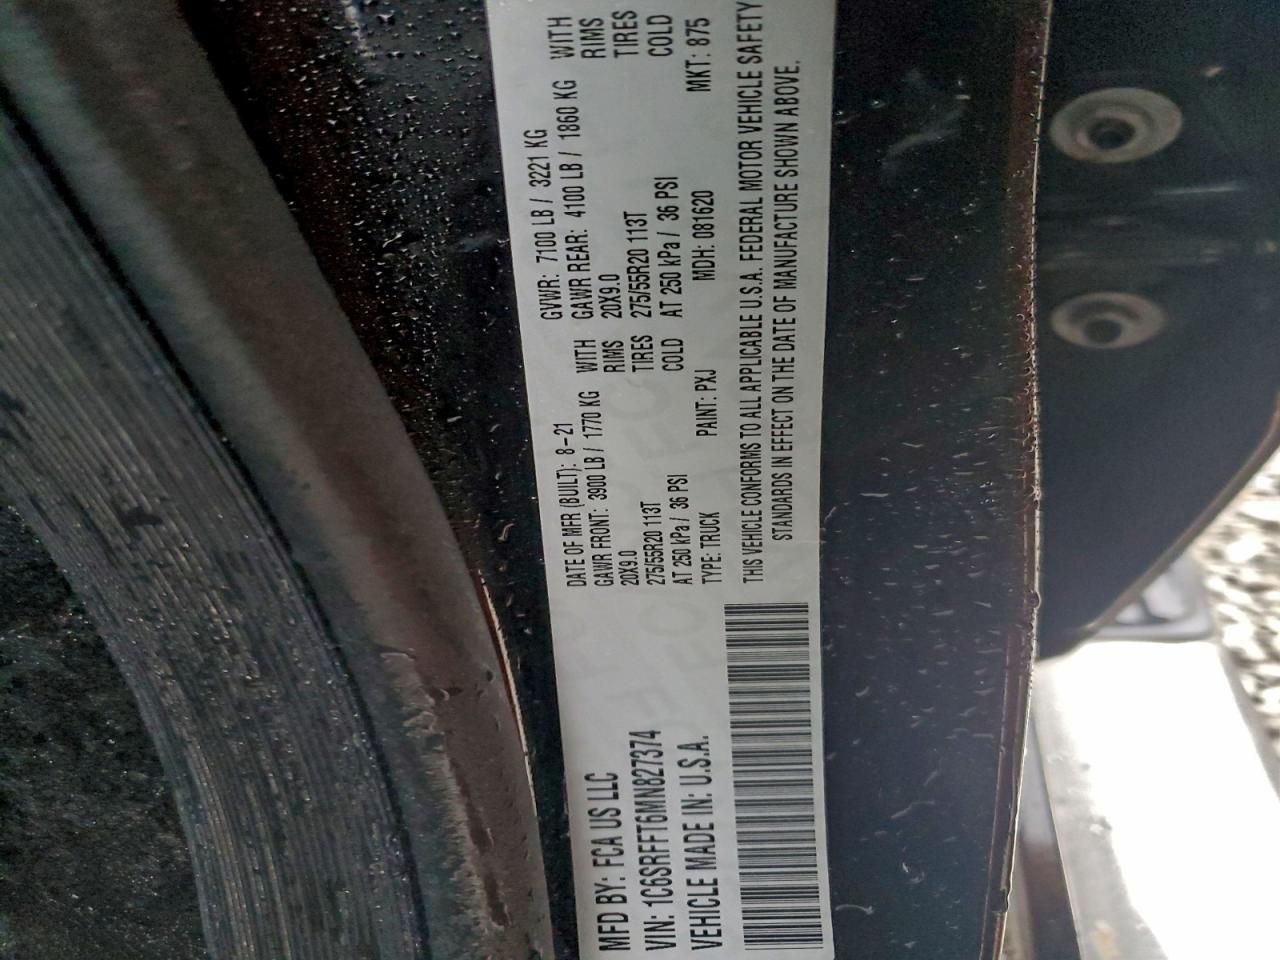 MFD BY: FCA US LLC
VIN: 1C6SRFFT6MN827374
VEHICLE MADE IN: U.S.A.
DATE OF MFR (BUILT): 8-21
GAWR FRONT: 3900 LB / 1770 KG WITH
20X9.0 RIMS
275/55R20 113T TIRES
AT 250 kPa / 36 PSI COLD
TYPE: TRUCK PAINT: PXJ
GVWR: 7100 LB / 3221 KG
GAWR REAR: 4100 LB / 1860 KG WITH
20X9.0 RIMS
275/55R20 113T TIRES
AT 250 kPa / 36 PSI COLD
MDH: 081620 MKT: 875
THIS VEHICLE CONFORMS TO ALL APPLICABLE U.S.A. FEDERAL MOTOR VEHICLE SAFETY
STANDARDS IN EFFECT ON THE DATE OF MANUFACTURE SHOWN ABOVE.